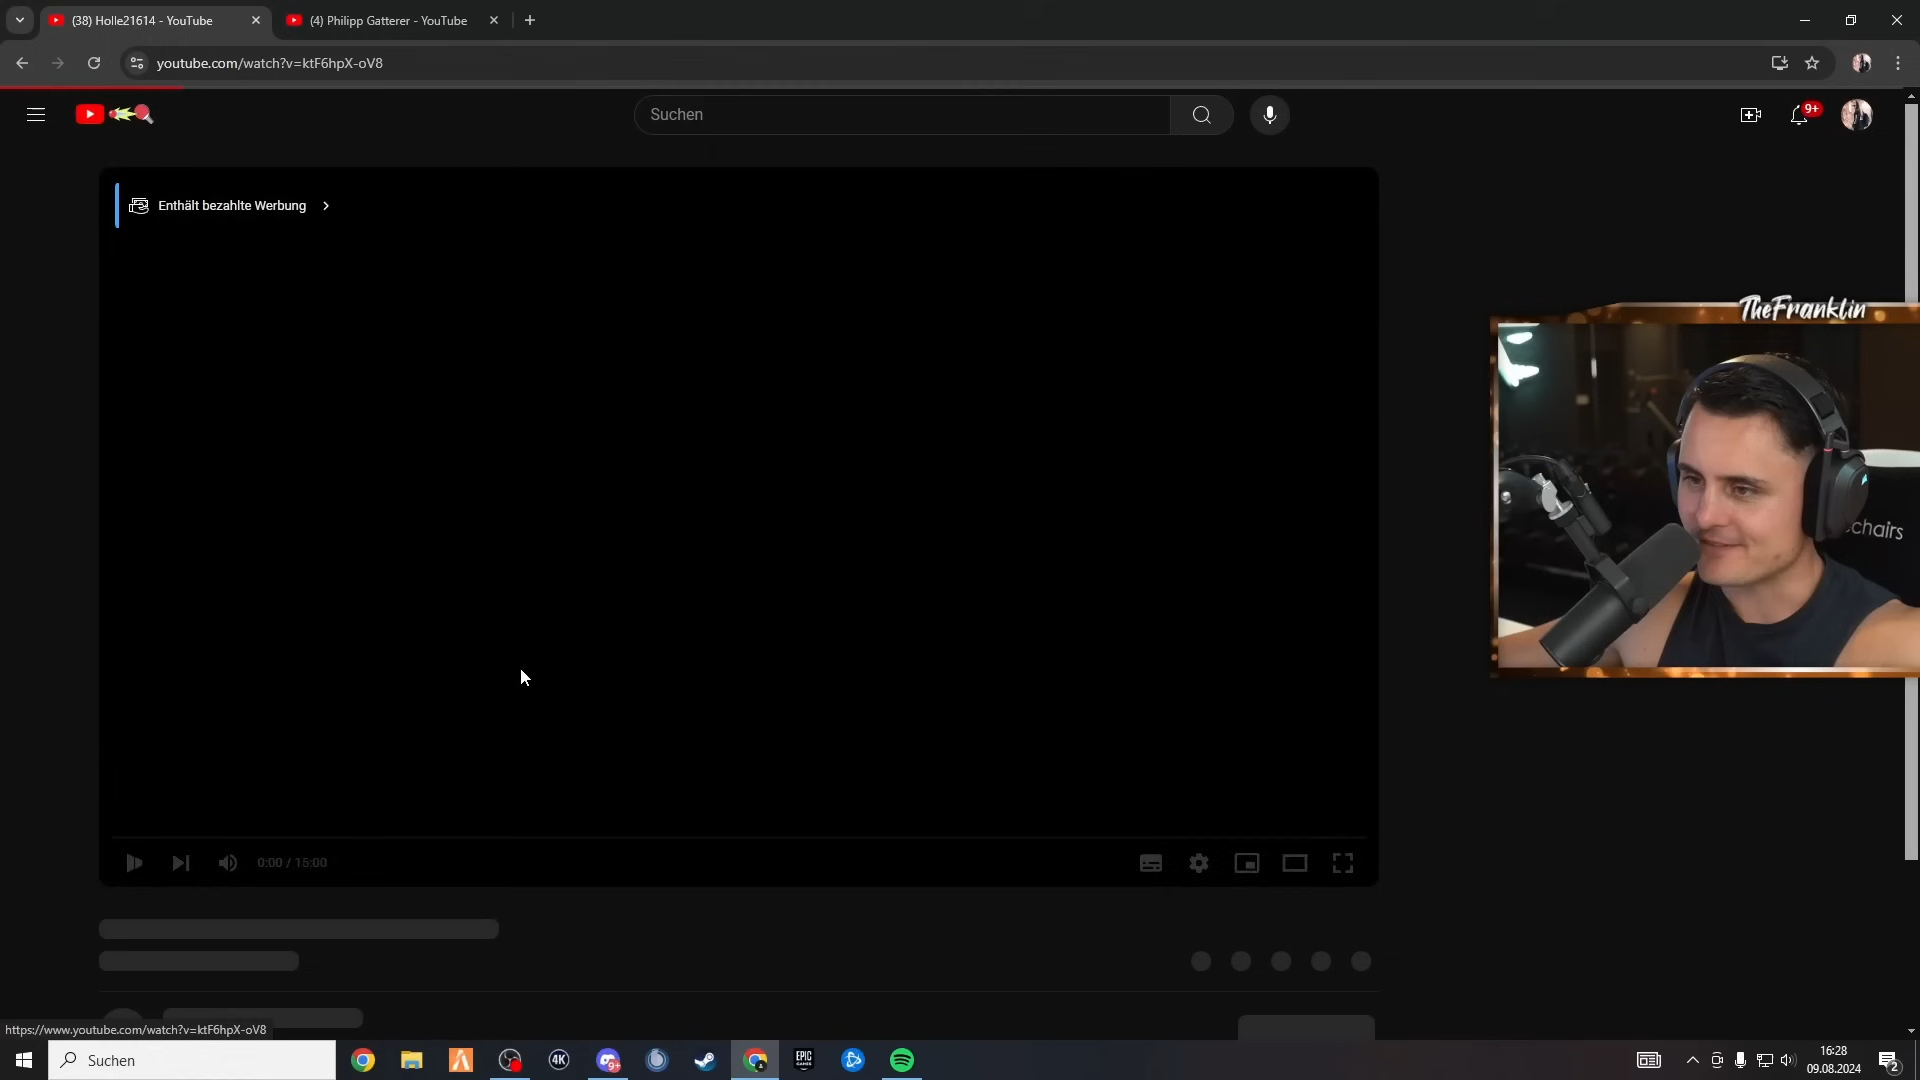 (38) Holle21614 - YouTube
(4) Philipp Gatterer - YouTube
youtube.com/watch?v=ktF6hpX-oV8
Suchen
9+
Enthält bezahlte Werbung
TheFranklin
chairs
0:00 / 15:00
https://www.youtube.com/watch?v=ktF6hpX-oV8
Suchen
4K
9+
EPIC
GAMES
16:28
09.08.2024
2